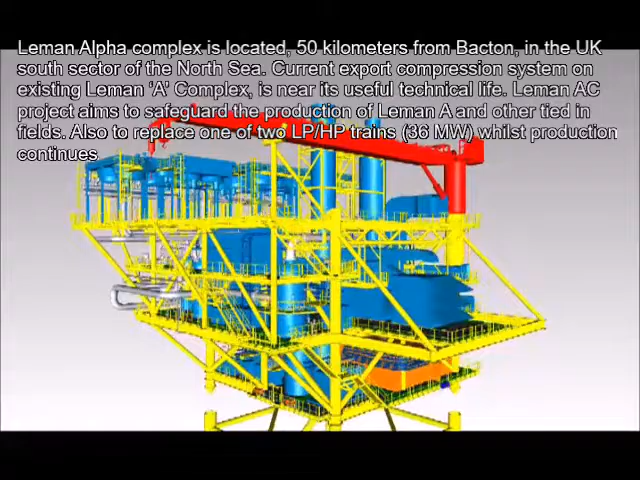 Leman Alpha complex is located, 50 kilometers from Bacton, in the UK
south sector of the North Sea. Current export compression system on
existing Leman 'A' Complex, is near its useful technical life. Leman AC
project aims to safeguard the production of Leman A and other tied in
fields. Also to replace one of two LP/HP trains (36 MW) whilst production
continues